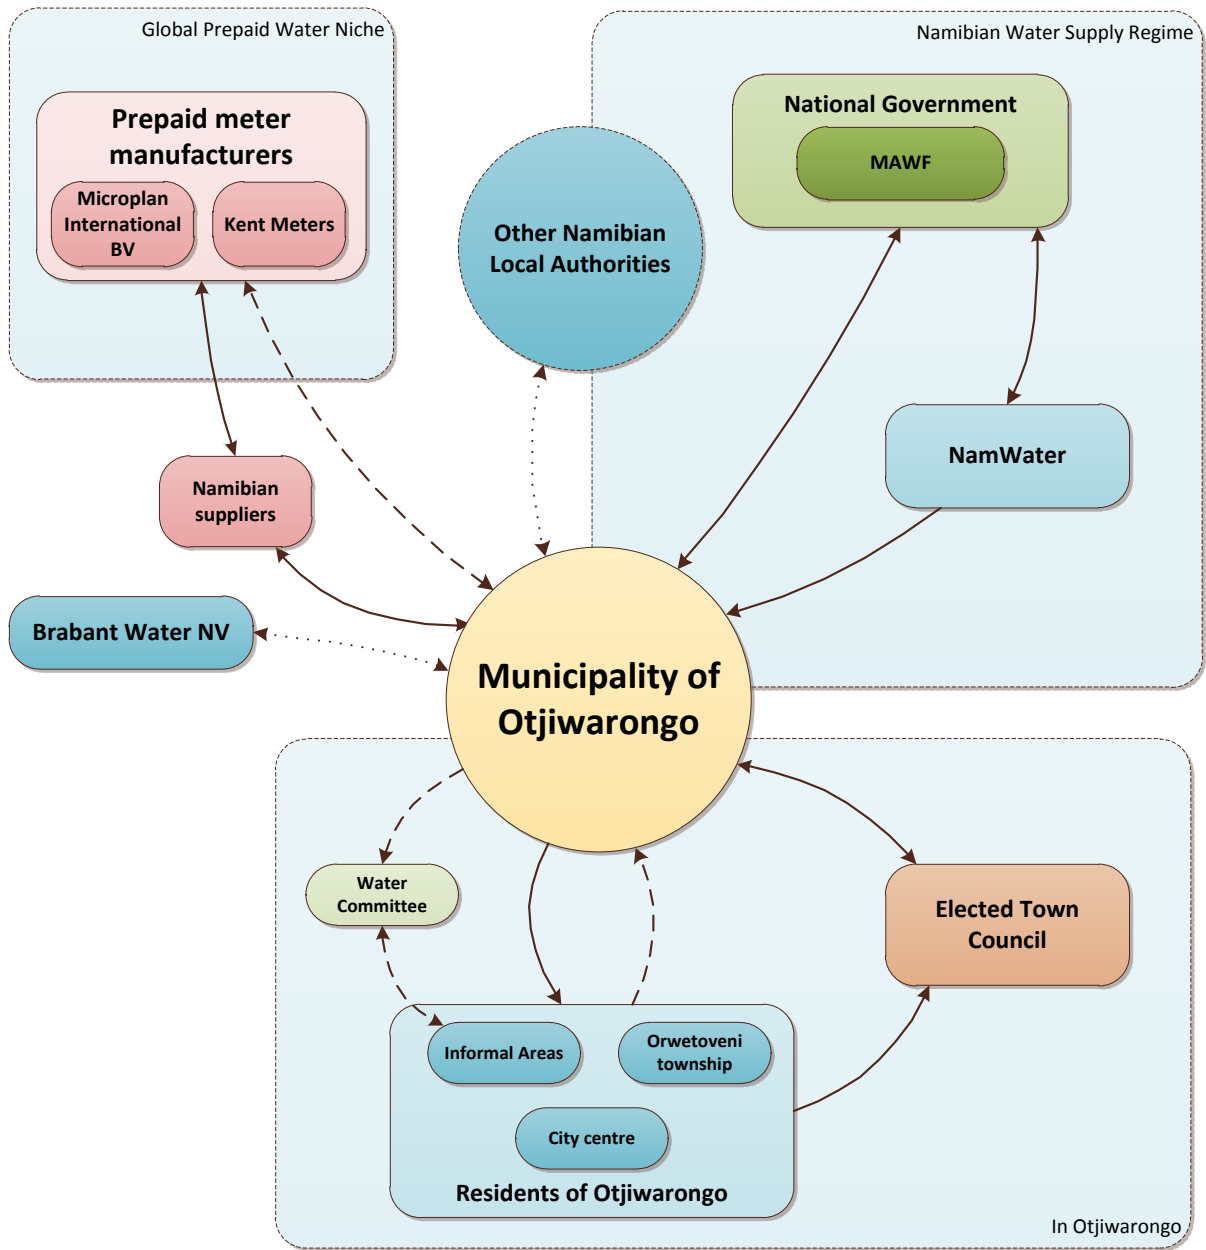 Global Prepaid Water Niche
Prepaid meter
manufacturers
Microplan
International
BV
Kent Meters
Namibian Water Supply Regime
National Government
MAWF
Other Namibian
Local Authorities
NamWater
Namibian
suppliers
Brabant Water NV
Municipality of
Otjiwarongo
Water
Committee
Elected Town
Council
Informal Areas
Orwetoveni
township
City centre
Residents of Otjiwarongo
In Otjiwarongo